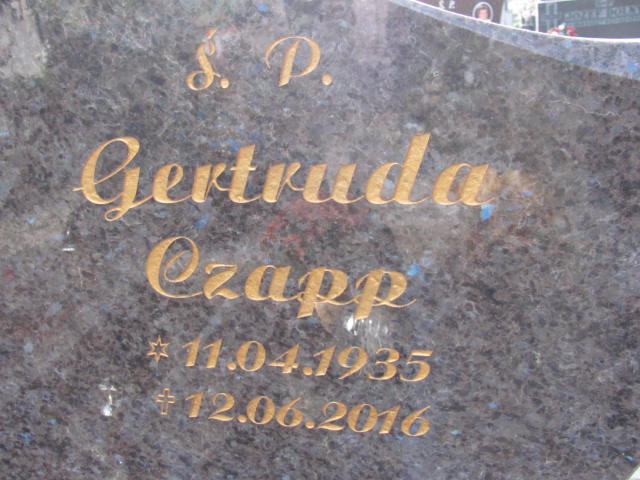 Ś. P.
Gertruda
Czapp
✶ 11.04.1935
✝ 12.06.2016